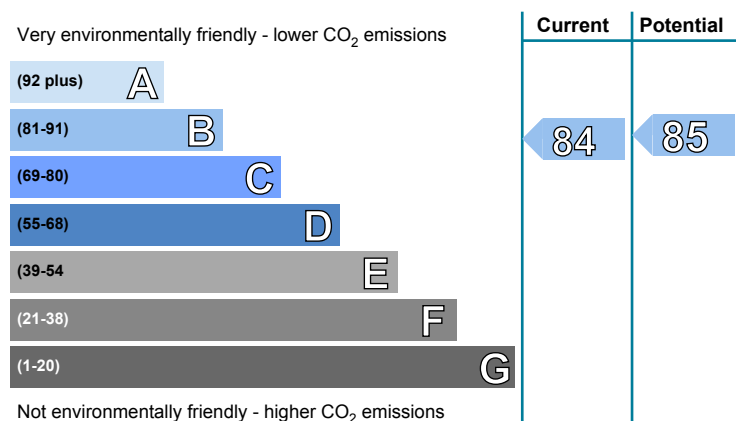 Very environmentally friendly - lower CO2 emissions
Current
Potential
(92 plus) A
(81-91) B
84
85
(69-80) C
(55-68) D
(39-54 E
(21-38) F
(1-20) G
Not environmentally friendly - higher CO2 emissions